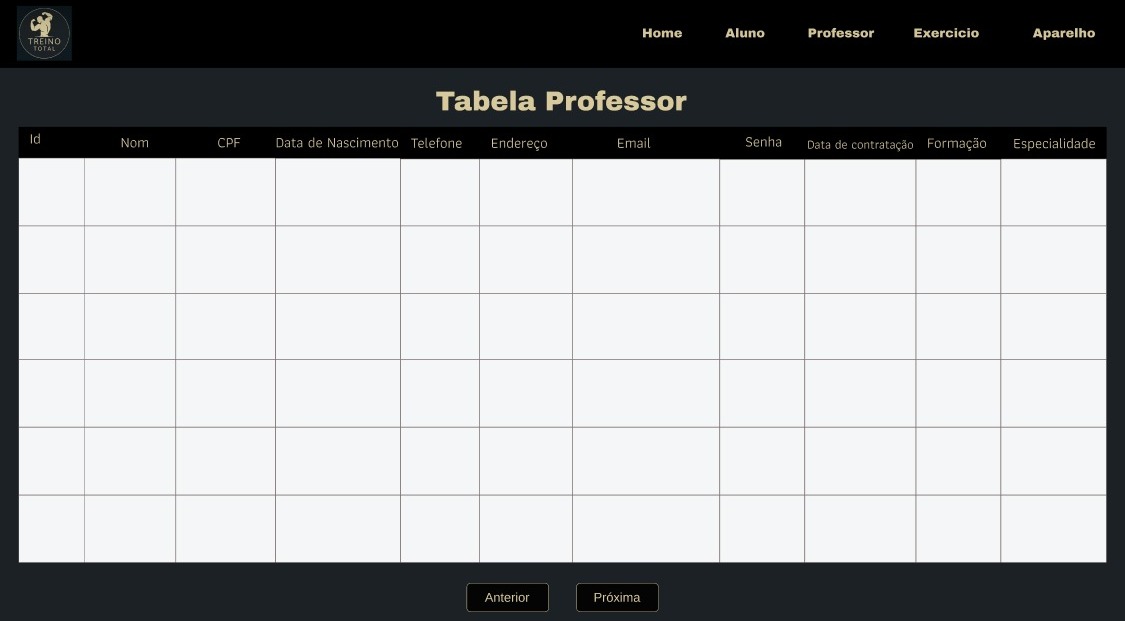 TREINO
TOTAL
Home Aluno Professor Exercicio Aparelho
Tabela Professor
Id Nom CPF Data de Nascimento Telefone Endereço Email Senha Data de contratação Formação Especialidade
Anterior Próxima